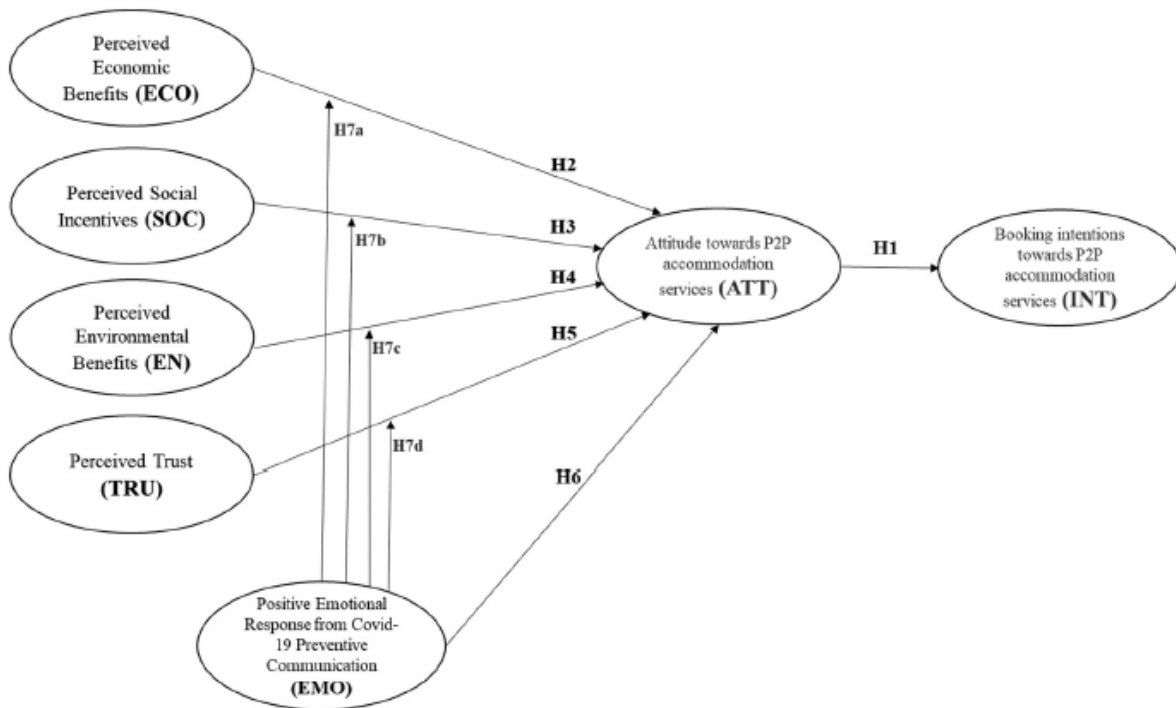 Perceived
Economic
Benefits (ECO)
H7a
H2
Perceived Social
Incentives (SOC)
H7b
H3
Attitude towards P2P
accommodation
services (ATT)
H1
Booking intentions
towards P2P
accommodation
services (INT)
H4
Perceived
Environmental
Benefits (EN)
H7c
H5
H7d
Perceived Trust
(TRU)
H6
Positive Emotional
Response from Covid-
19 Preventive
Communication
(EMO)